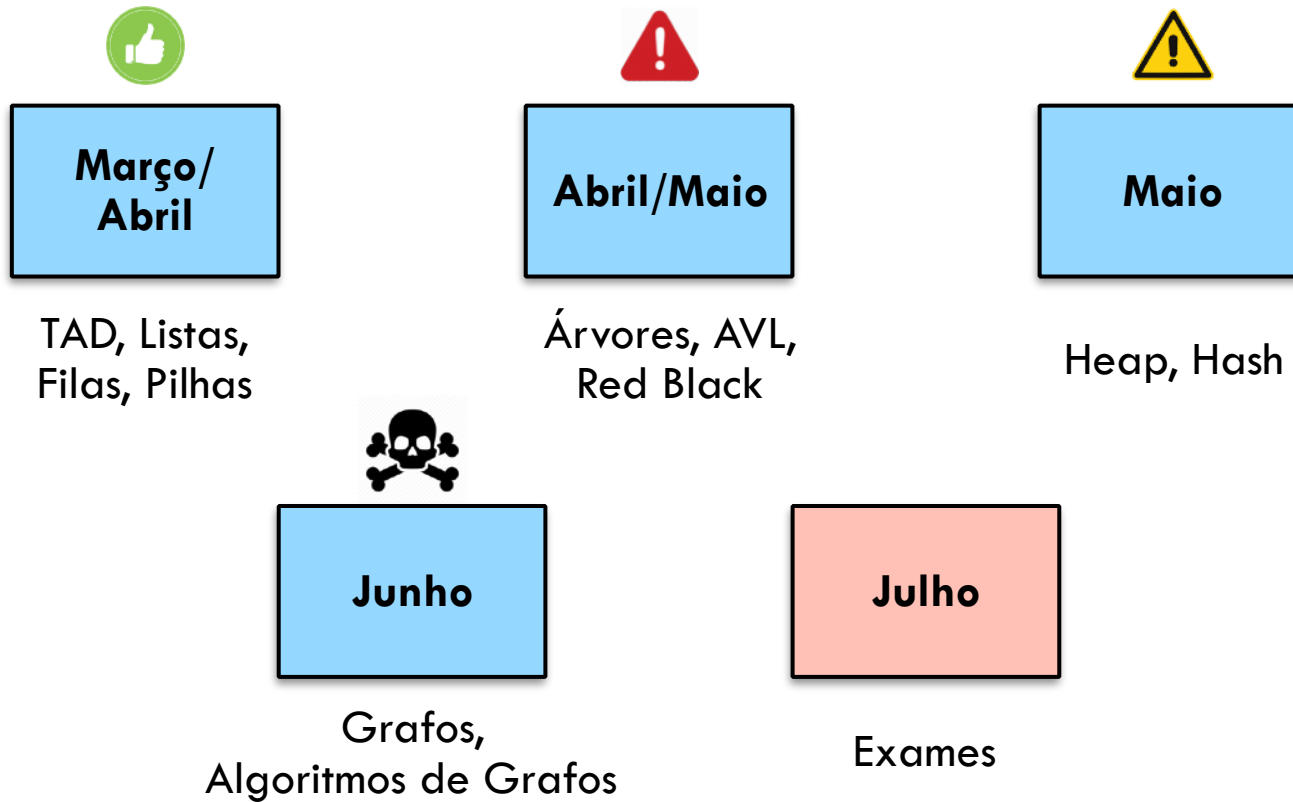 Março/
Abril
TAD, Listas,
Filas, Pilhas
Abril/Maio
Árvores, AVL,
Red Black
Maio
Heap, Hash
Junho
Grafos,
Algoritmos de Grafos
Julho
Exames